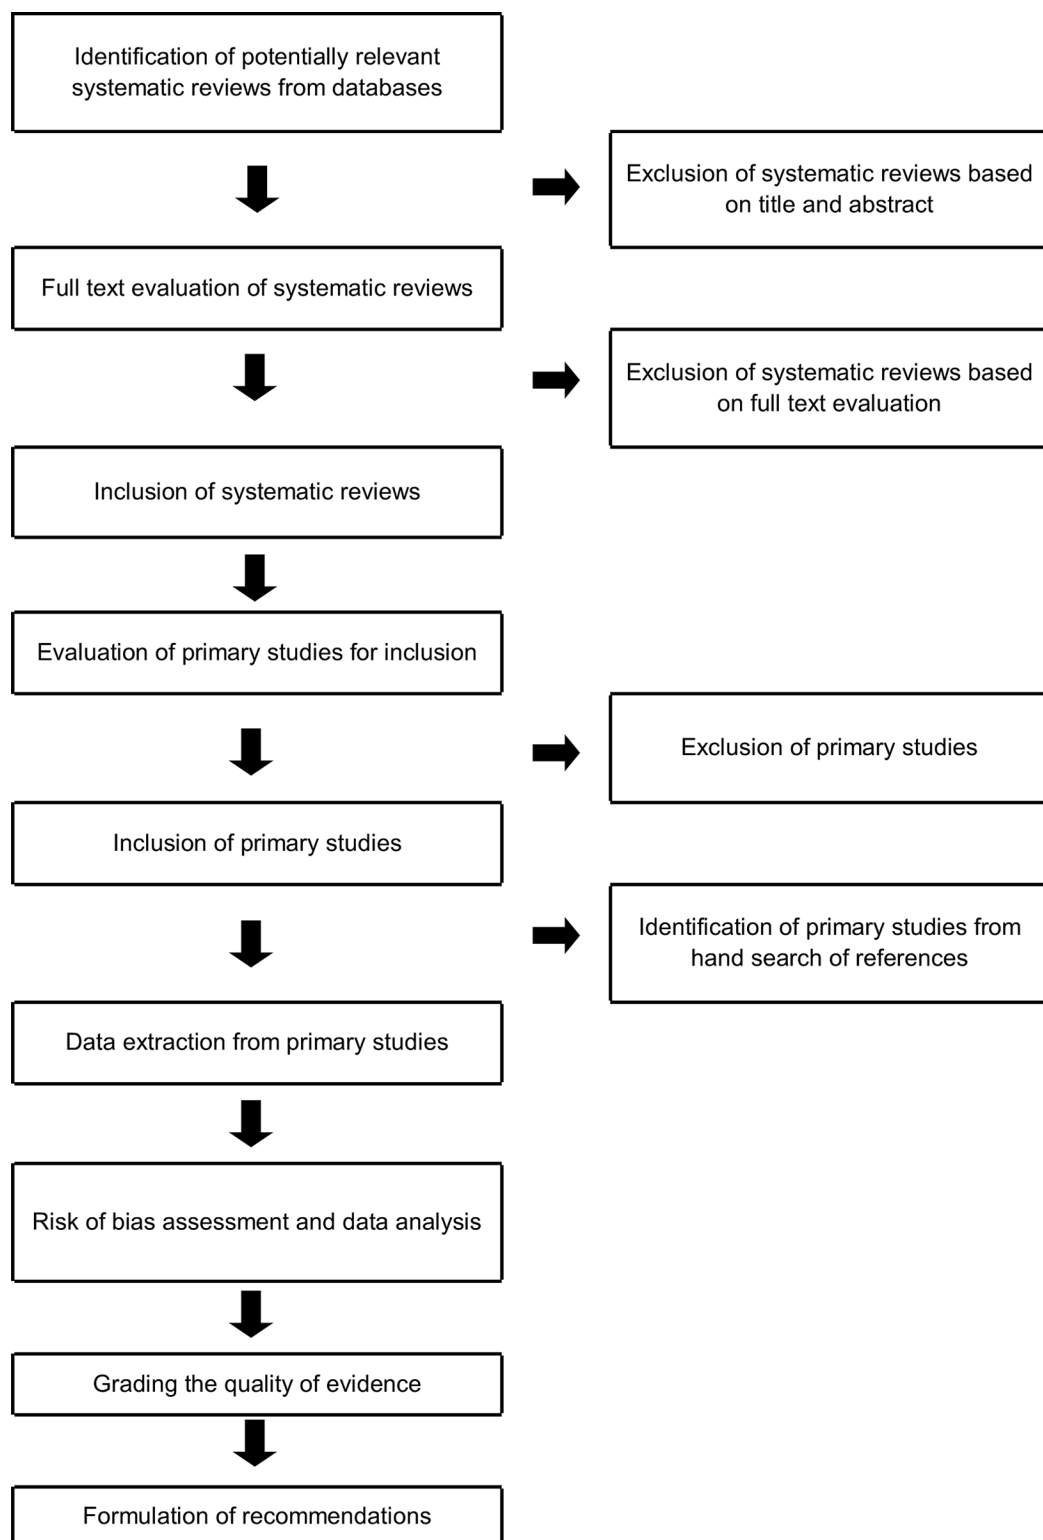 Identification of potentially relevant
systematic reviews from databases
Exclusion of systematic reviews based
on title and abstract
Full text evaluation of systematic reviews
Exclusion of systematic reviews based
on full text evaluation
Inclusion of systematic reviews
Evaluation of primary studies for inclusion
Exclusion of primary studies
Inclusion of primary studies
Identification of primary studies from
hand search of references
Data extraction from primary studies
Risk of bias assessment and data analysis
Grading the quality of evidence
Formulation of recommendations